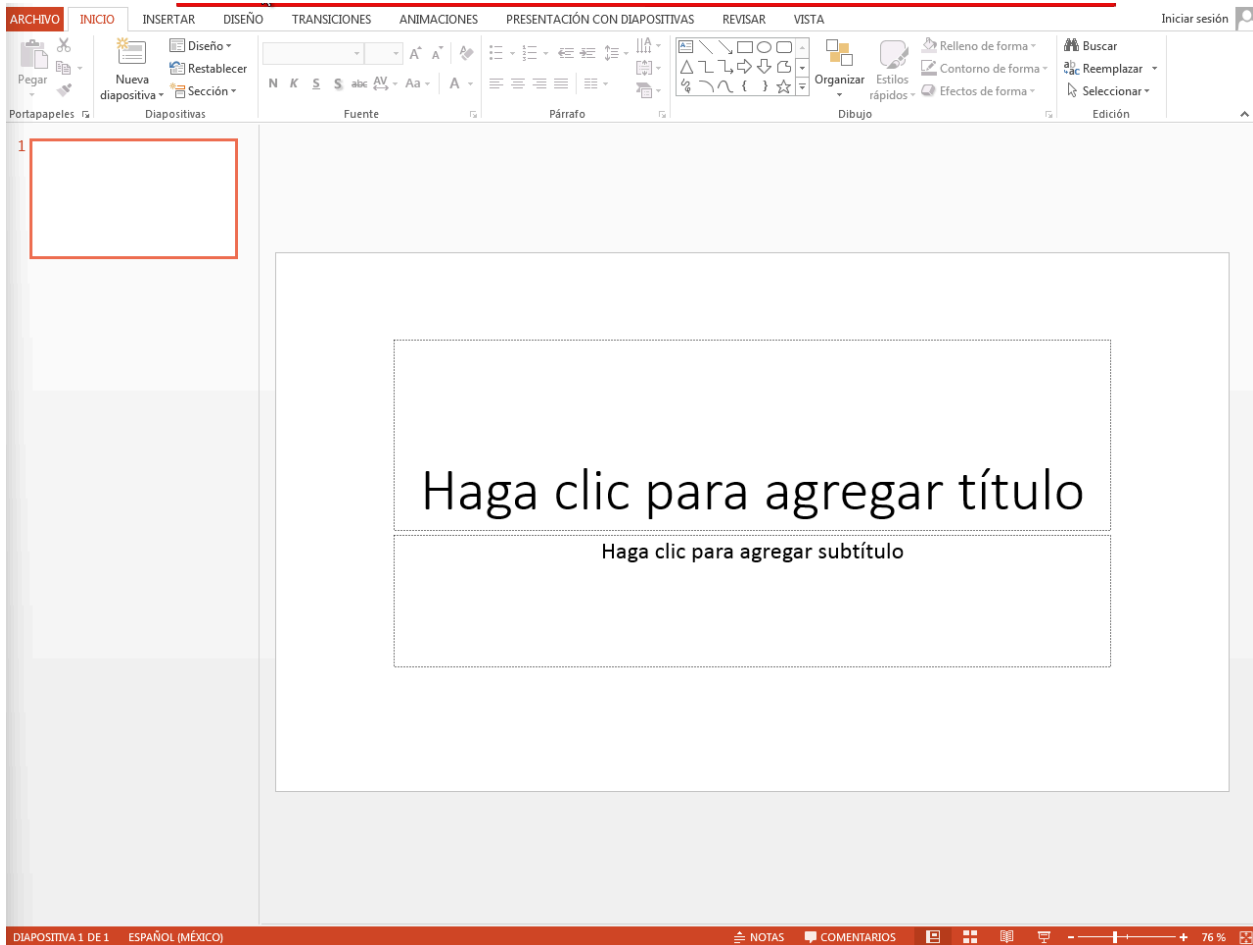 ARCHIVO INICIO INSERTAR DISEÑO TRANSICIONES ANIMACIONES PRESENTACIÓN CON DIAPOSITIVAS REVISAR VISTA Iniciar sesión
Pegar
Nueva diapositiva
Diseño
Restablecer
Sección
N K S S abc AV Aa A
A A
Organizar
Estilos rápidos
Relleno de forma
Contorno de forma
Efectos de forma
Buscar
Reemplazar
Seleccionar
Portapapeles Diapositivas Fuente Párrafo Dibujo Edición
1
Haga clic para agregar título
Haga clic para agregar subtítulo
DIAPOSITIVA 1 DE 1 ESPAÑOL (MÉXICO) NOTAS COMENTARIOS 76 %